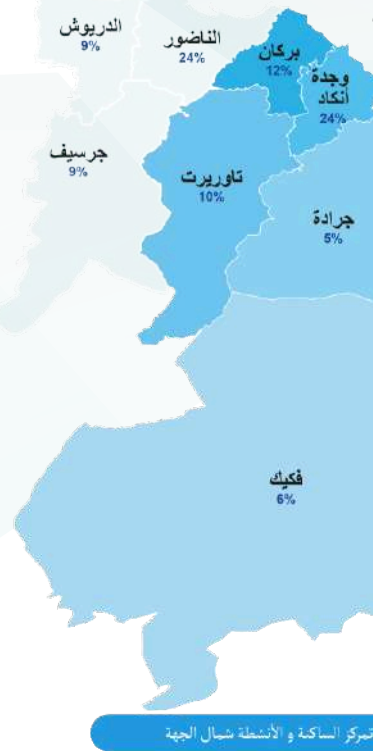 الدريوش
9%
الناضور
24%
بركان
12%
وجدة
أنكاد
24%
جرسيف
9%
تاوريرت
10%
جرادة
5%
فكيك
6%
تمركز الساكنة و الأنشطة شمال الجهة